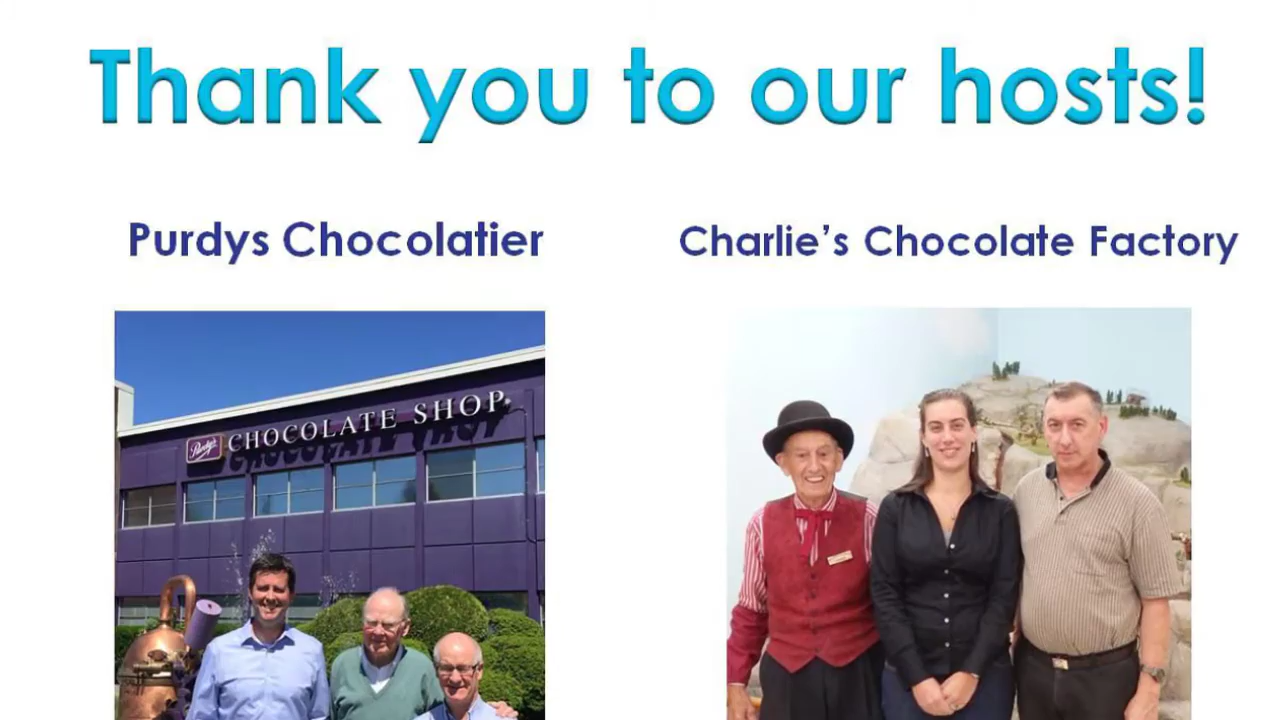 Thank you to our hosts!
Purdys Chocolatier
Charlie's Chocolate Factory
Purdys CHOCOLATE SHOP